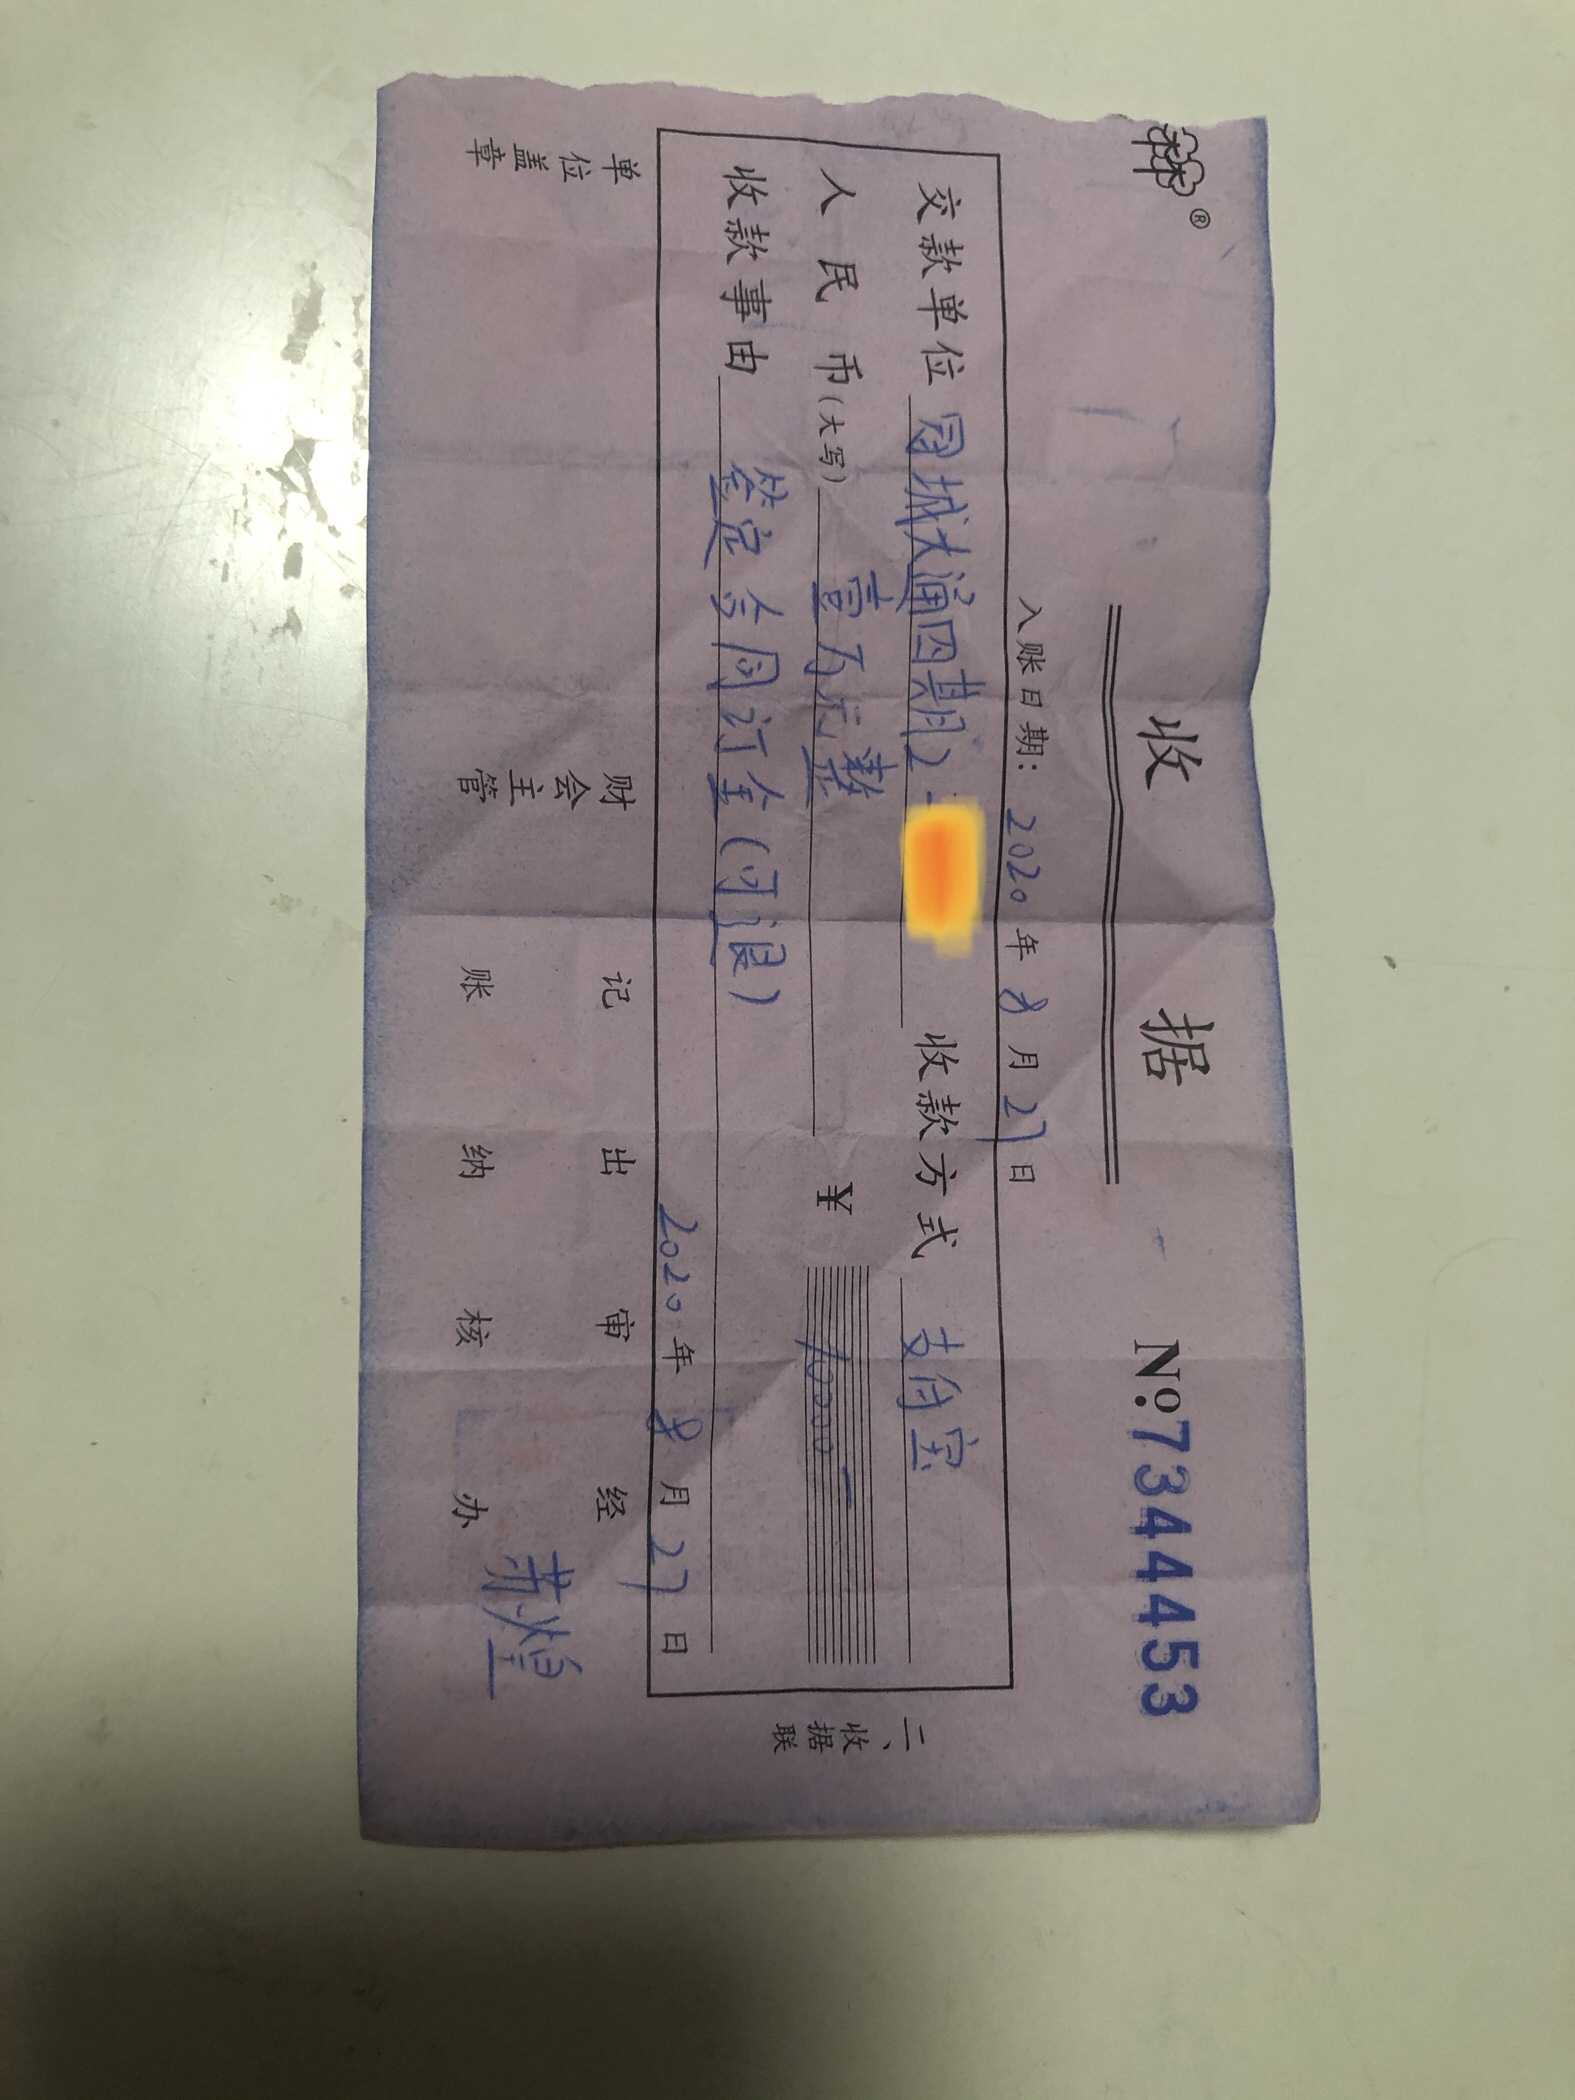 ®
收 据
No:7344453
入账日期: 2020 年 8 月 27 日
交款单位 冠城大通四期2 收款方式 支付宝
人民币(大写) 壹万元整 ¥ 10000
收款事由 签定合同订金(可退)
2020 年 8 月 27 日
二、收据联
单位盖章 财会主管 记账 出纳 审核 经办